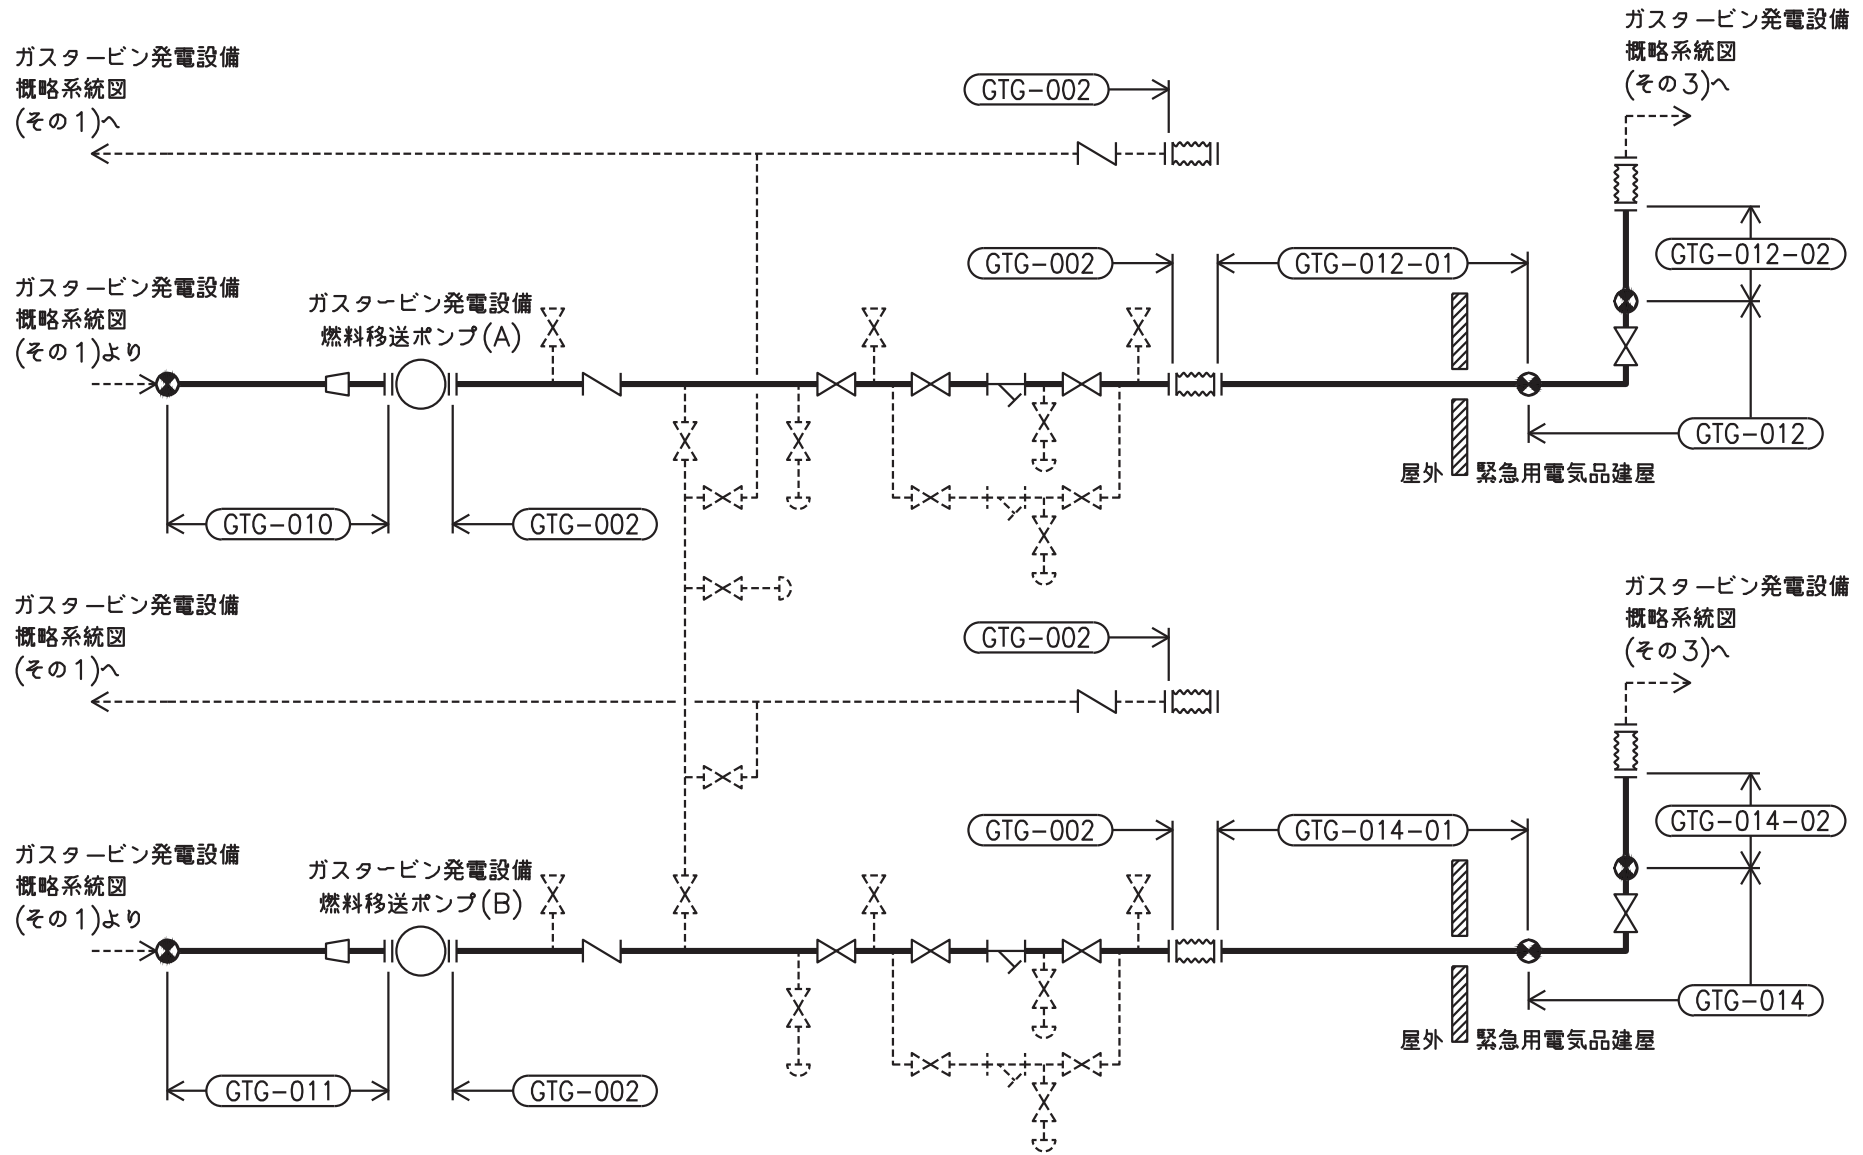 ガスタービン発電設備
概略系統図
(その3)へ
ガスタービン発電設備
概略系統図
(その1)へ
GTG-002
GTG-012-02
GTG-002
GTG-012-01
ガスタービン発電設備
概略系統図
(その1)より
ガスタービン発電設備
燃料移送ポンプ(A)
GTG-012
屋外
緊急用電気品建屋
GTG-010
GTG-002
ガスタービン発電設備
概略系統図
(その3)へ
ガスタービン発電設備
概略系統図
(その1)へ
GTG-002
GTG-014-02
GTG-002
GTG-014-01
ガスタービン発電設備
概略系統図
(その1)より
ガスタービン発電設備
燃料移送ポンプ(B)
GTG-014
屋外
緊急用電気品建屋
GTG-011
GTG-002